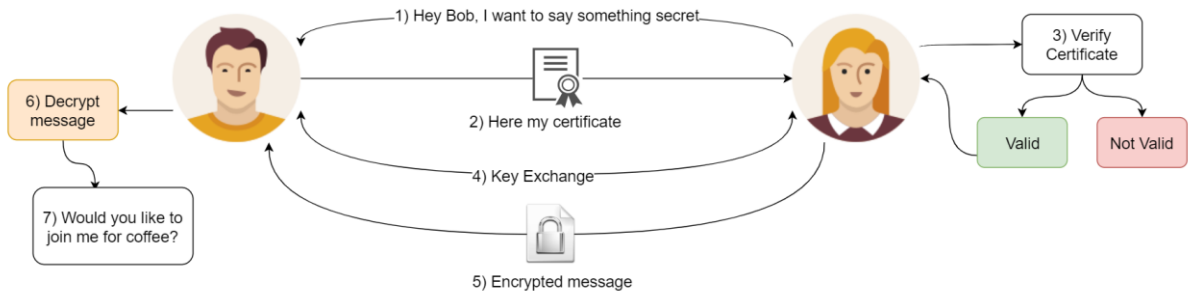 1) Hey Bob, I want to say something secret
2) Here my certificate
3) Verify
Certificate
Valid
Not Valid
4) Key Exchange
5) Encrypted message
6) Decrypt
message
7) Would you like to
join me for coffee?